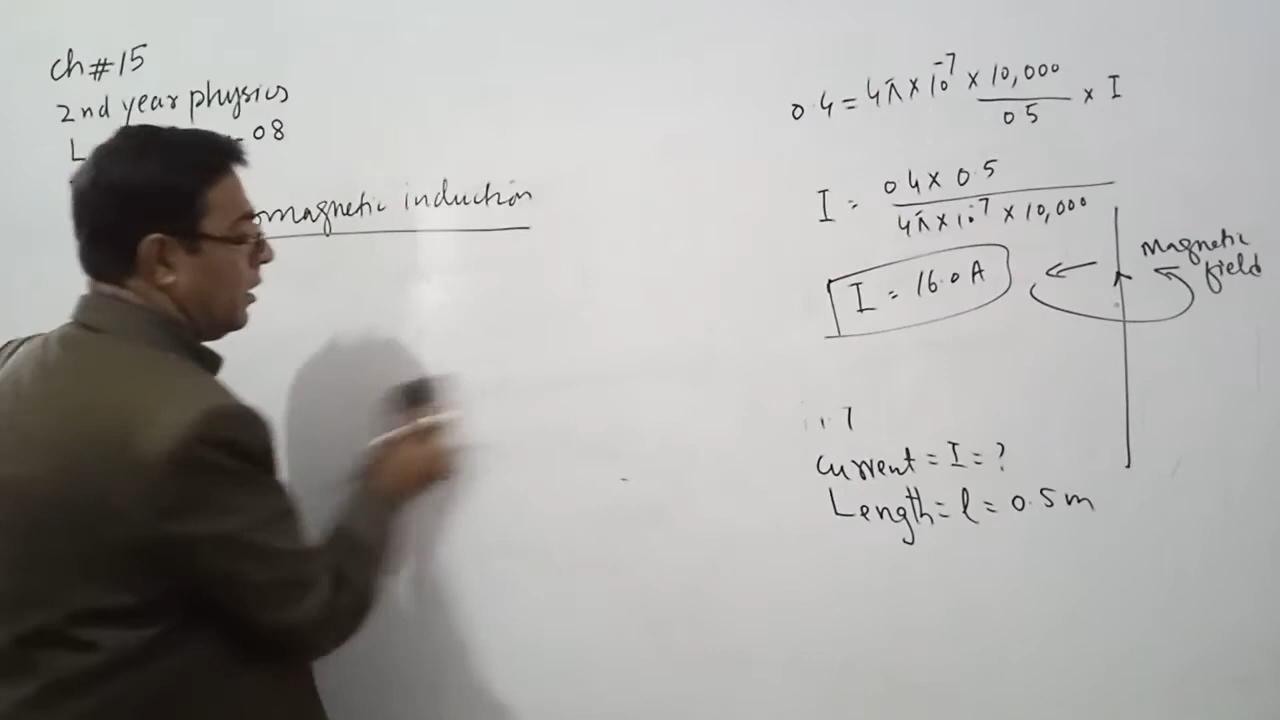 ch#15
2nd year physics
L - 08
omagnetic induction
0.4 = 4π × 10⁻⁷ × 10,000 / 0.5 × I
I = 0.4 × 0.5 / 4π × 10⁻⁷ × 10,000
I = 16.0 A
Magnetic
field
Current = I = ?
Length = l = 0.5 m